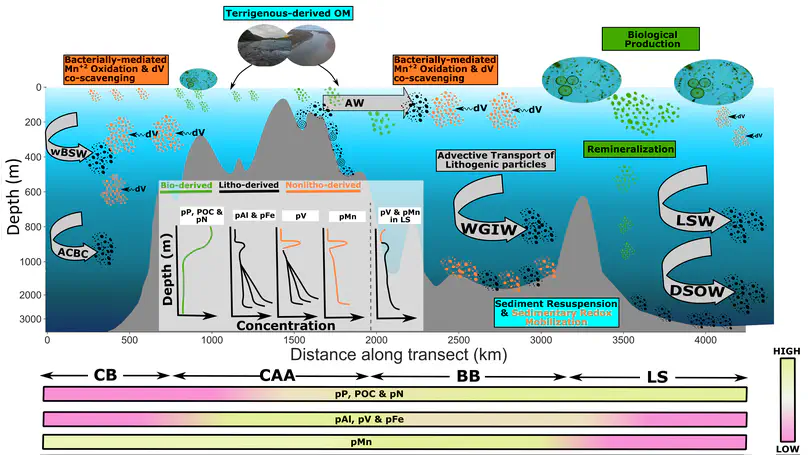 Terrigenous-derived OM
Biological
Production
Bacterially-mediated
Mn+2 Oxidation & dV
co-scavenging
Bacterially-mediated
Mn+2 Oxidation & dV
co-scavenging
AW
dV
dV
dV
dV
dV
dV
dV
wBSW
ACBC
Advective Transport of
Lithogenic particles
Remineralization
WGIW
LSW
DSOW
Bio-derived
Litho-derived
Nonlitho-derived
pP, POC &
pN
pAl & pFe
pV
pMn
pV & pMn
in LS
Depth (m)
Concentration
Sediment Resuspension
& Sedimentary Redox
Mobilization
Depth (m)
0
200
400
600
800
1000
2000
3000
0
500
1000
1500
2000
2500
3000
3500
4000
Distance along transect (km)
CB
CAA
BB
LS
pP, POC & pN
pAl, pV & pFe
pMn
HIGH
LOW